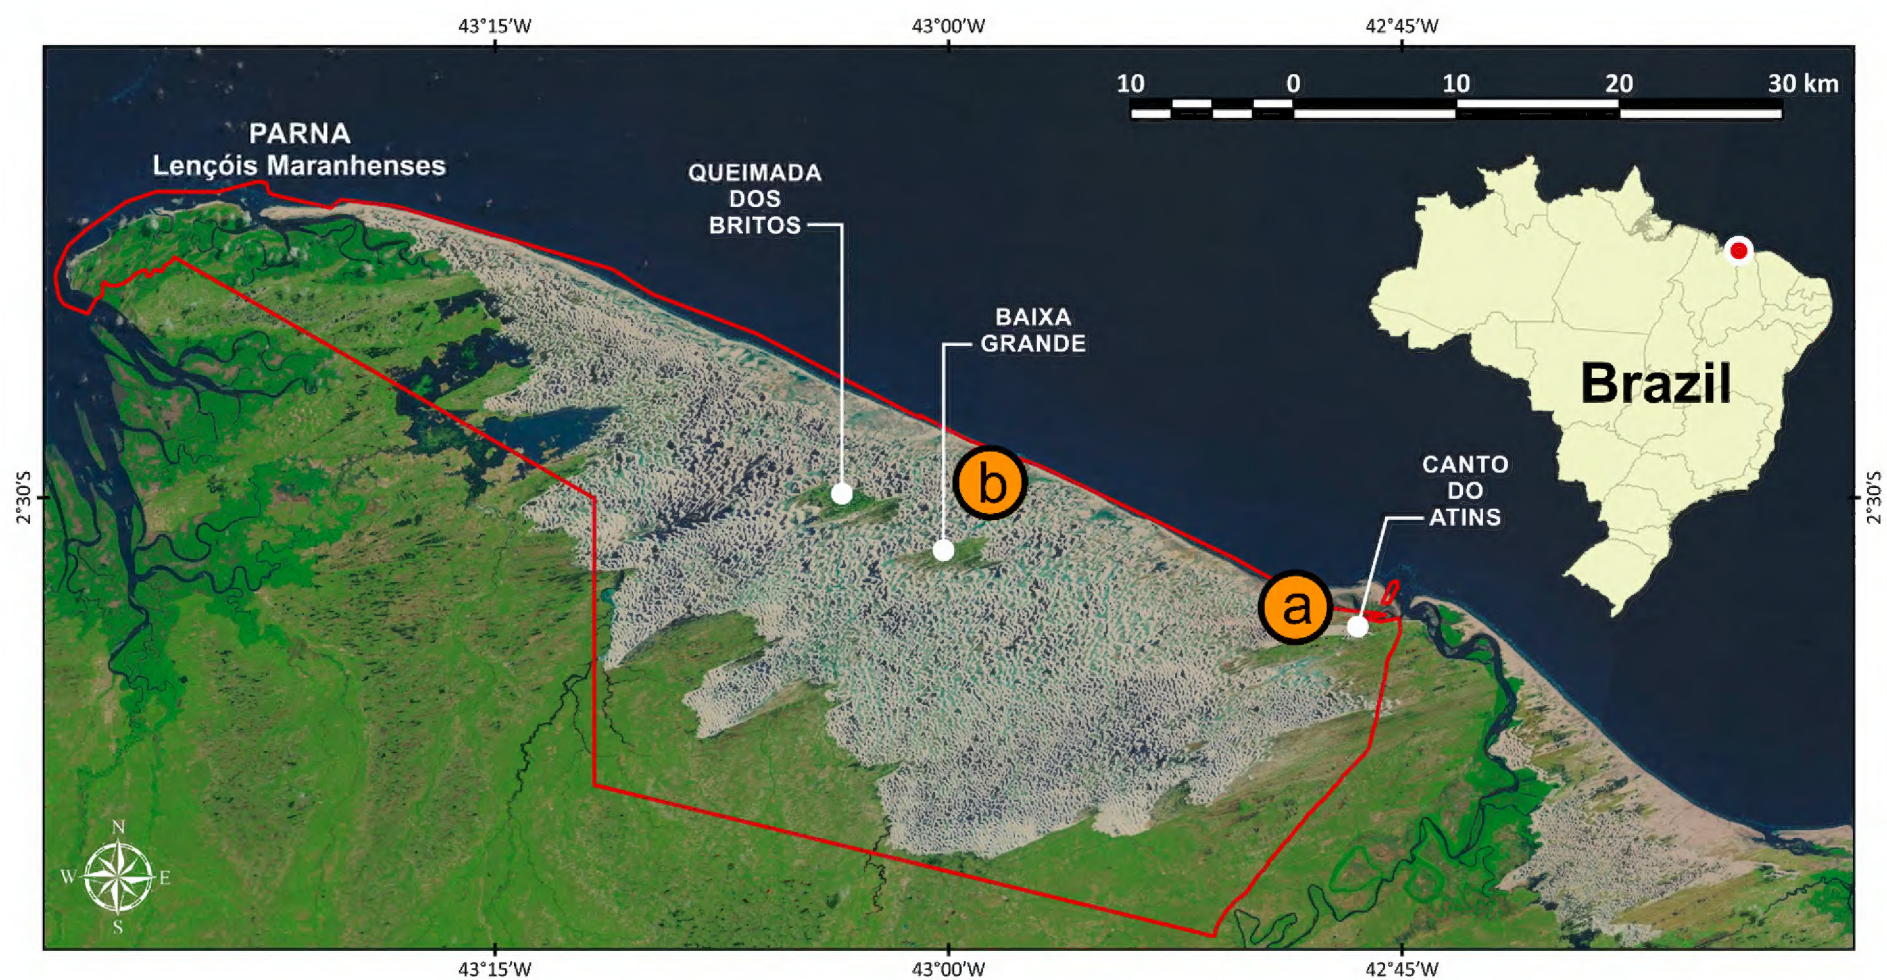 43°15’W
43°00’W
42°45’W
10 0 10 20 30 km
PARNA
Lençóis Maranhenses
QUEIMADA
DOS
BRITOS
BAIXA
GRANDE
Brazil
CANTO
DO
ATINS
2°30’S
2°30’S
b
a
N
W
E
S
43°15’W
43°00’W
42°45’W